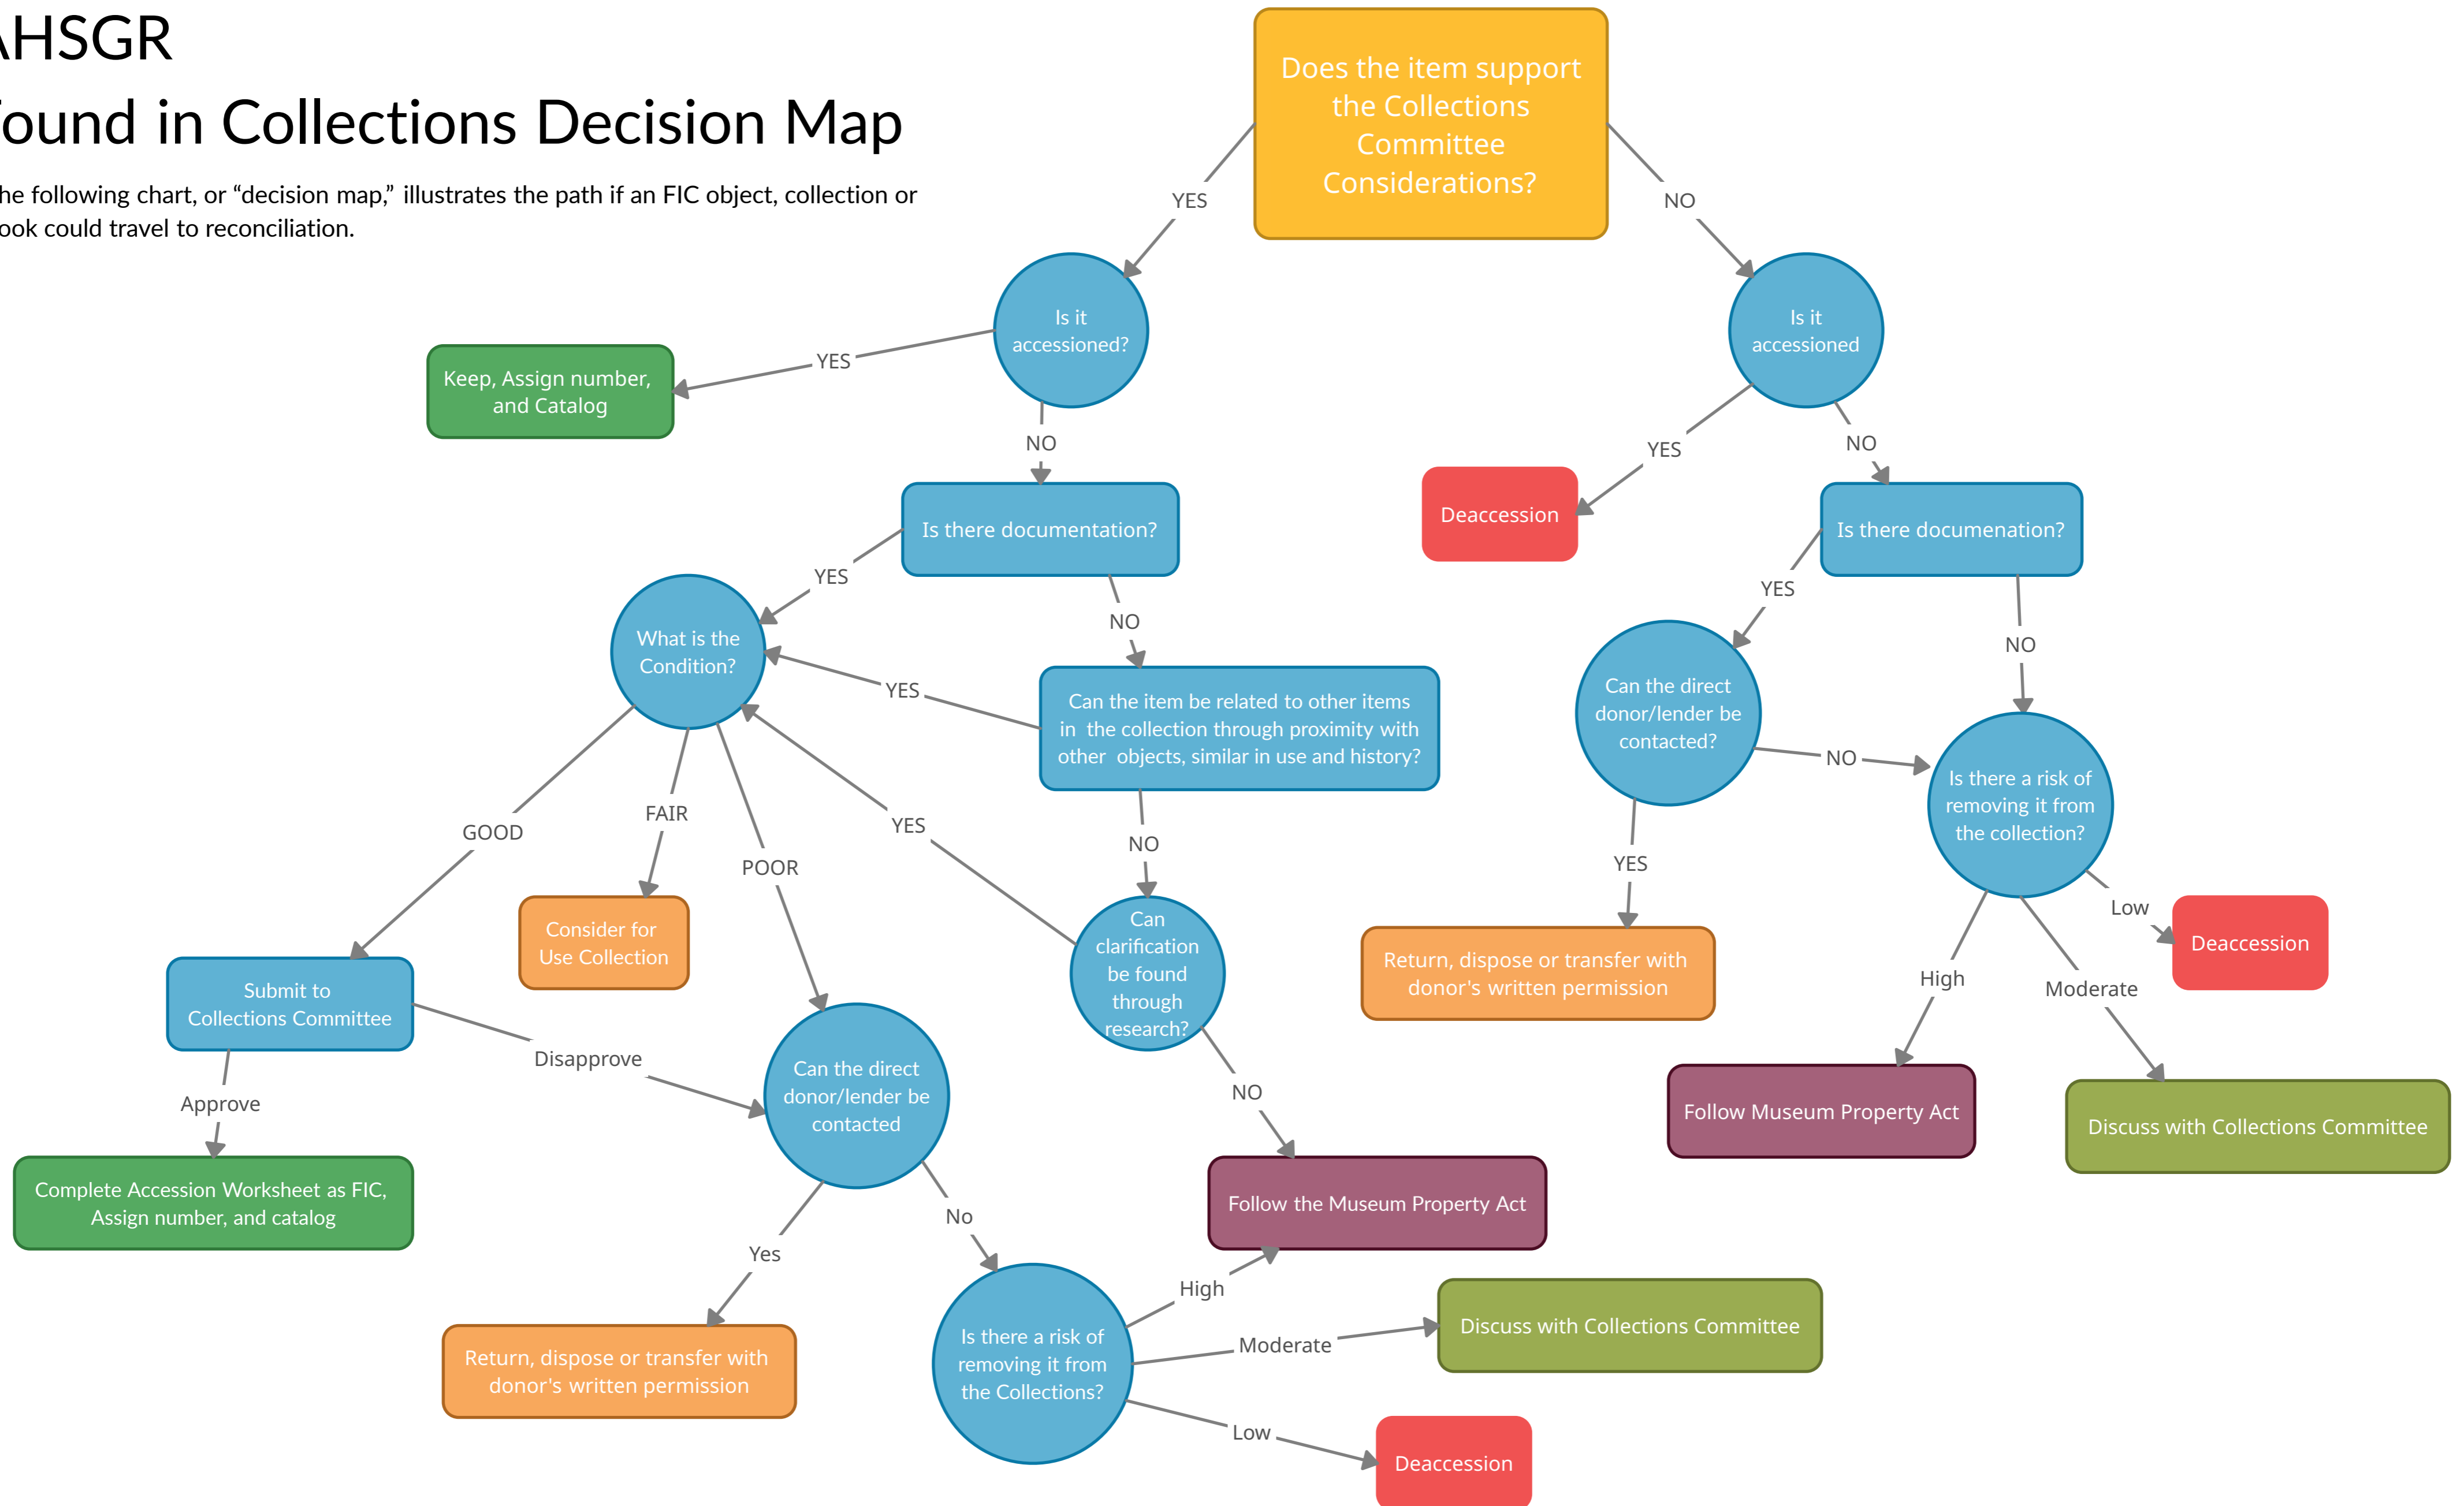 AHSGR
Found in Collections Decision Map
he following chart, or “decision map,” illustrates the path if an FIC object, collection or
ook could travel to reconciliation.
Does the item support
the Collections
Committee
Considerations?
YES
NO
Is it
accessioned?
Is it
accessioned
YES
Keep, Assign number,
and Catalog
NO
YES
NO
Deaccession
Is there documentation?
Is there documenation?
YES
NO
YES
NO
What is the
Condition?
Can the item be related to other items
in the collection through proximity with
other objects, similar in use and history?
YES
Can the direct
donor/lender be
contacted?
NO
Is there a risk of
removing it from
the collection?
GOOD
FAIR
POOR
YES
NO
YES
Low
Deaccession
High
Moderate
Consider for
Use Collection
Can
clarification
be found
through
research?
Return, dispose or transfer with
donor's written permission
Submit to
Collections Committee
Disapprove
Approve
Can the direct
donor/lender be
contacted
NO
Follow Museum Property Act
Discuss with Collections Committee
Complete Accession Worksheet as FIC,
Assign number, and catalog
Follow the Museum Property Act
Yes
No
High
Moderate
Low
Return, dispose or transfer with
donor's written permission
Is there a risk of
removing it from
the Collections?
Discuss with Collections Committee
Deaccession